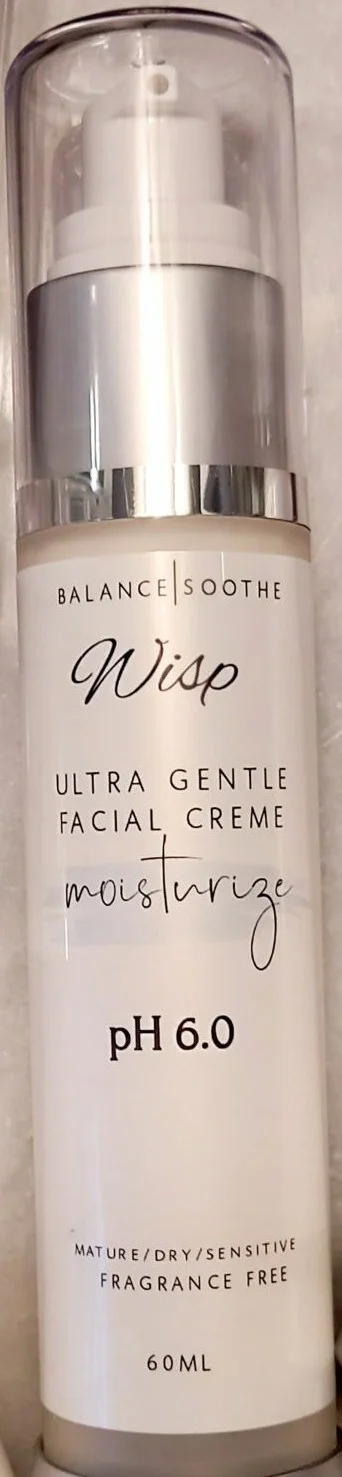 BALANCE|SOOTHE
Wisp
ULTRA GENTLE
FACIAL CREME
moisturize
pH 6.0
MATURE/DRY/SENSITIVE
FRAGRANCE FREE
60ML